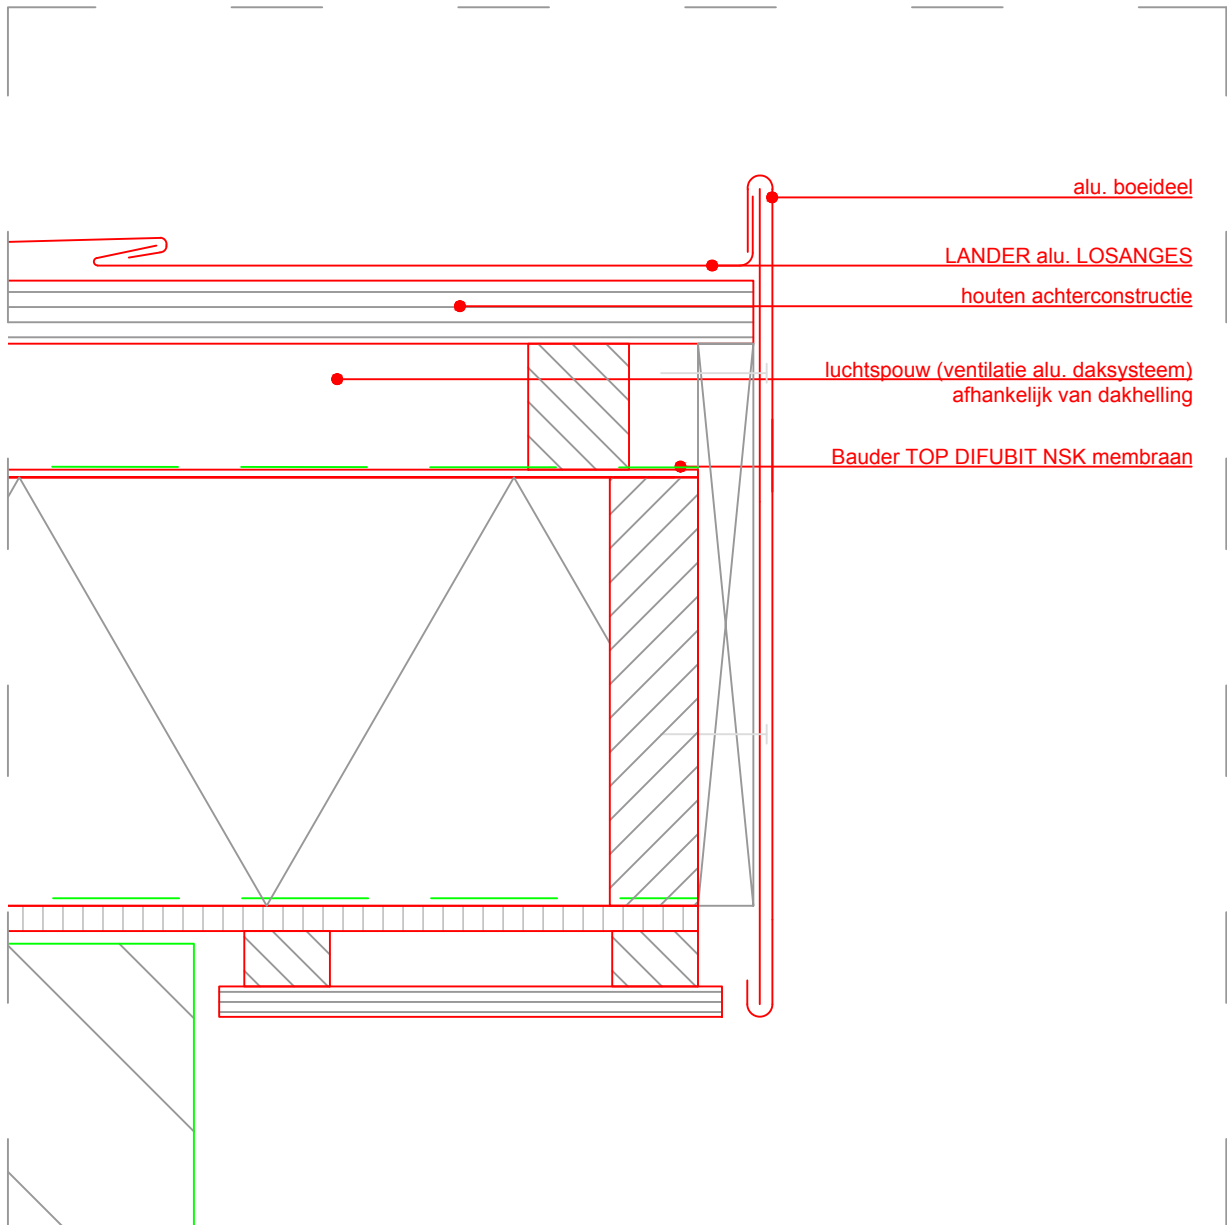 alu. boeideel
LANDER alu. LOSANGES
houten achterconstructie
luchtspouw (ventilatie alu. daksysteem)
afhankelijk van dakhelling
Bauder TOP DIFUBIT NSK membraan